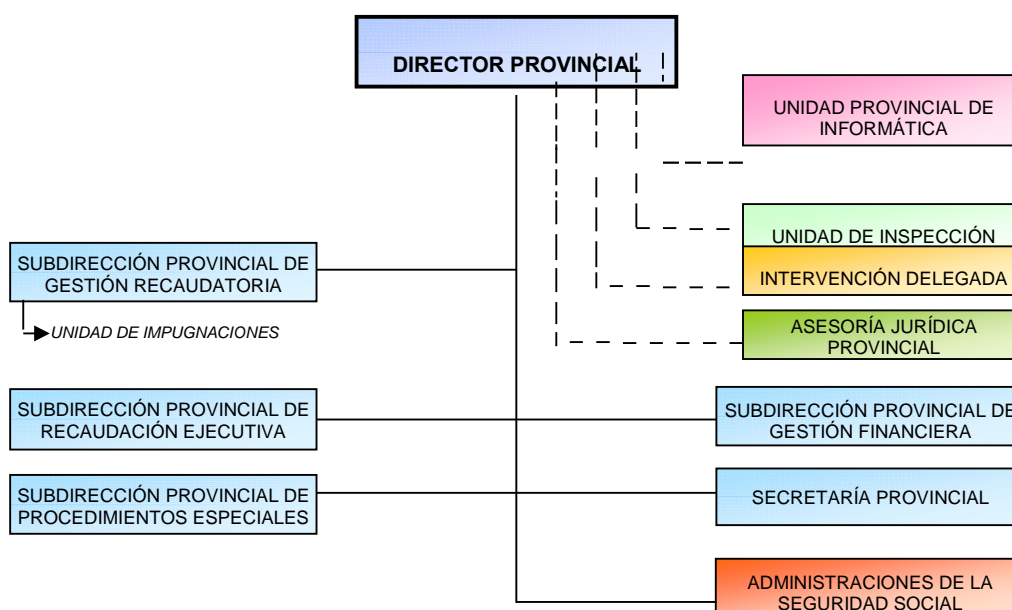 DIRECTOR PROVINCIAL
UNIDAD PROVINCIAL DE
INFORMÁTICA
UNIDAD DE INSPECCIÓN
INTERVENCIÓN DELEGADA
ASESORÍA JURÍDICA
PROVINCIAL
SUBDIRECCIÓN PROVINCIAL DE
GESTIÓN RECAUDATORIA
UNIDAD DE IMPUGNACIONES
SUBDIRECCIÓN PROVINCIAL DE
RECAUDACIÓN EJECUTIVA
SUBDIRECCIÓN PROVINCIAL DE
GESTIÓN FINANCIERA
SUBDIRECCIÓN PROVINCIAL DE
PROCEDIMIENTOS ESPECIALES
SECRETARÍA PROVINCIAL
ADMINISTRACIONES DE LA
SEGURIDAD SOCIAL